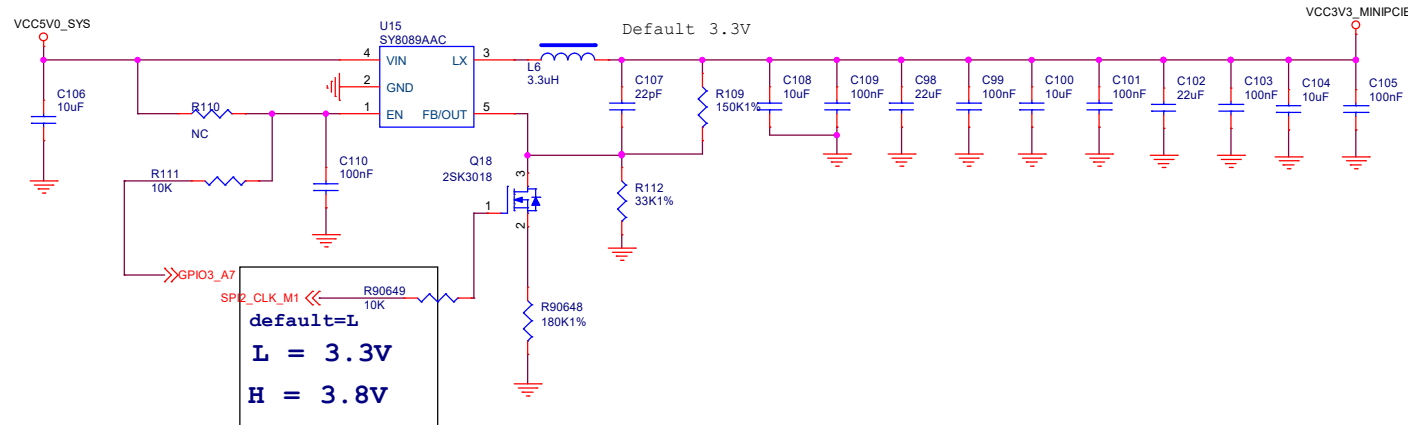 VCC5V0_SYS
VCC3V3_MINIPCIE
U15
SY8089AAC
Default 3.3V
4
VIN
LX
3
2
GND
1
EN
FB/OUT
5
L6
3.3uH
C106
10uF
R110
NC
R111
10K
C110
100nF
C107
22pF
R109
150K1%
C108
10uF
C109
100nF
C98
22uF
C99
100nF
C100
10uF
C101
100nF
C102
22uF
C103
100nF
C104
10uF
C105
100nF
Q18
2SK3018
3
1
2
R112
33K1%
GPIO3_A7
SPI2_CLK_M1
R90649
10K
R90648
180K1%
default=L
L = 3.3V
H = 3.8V